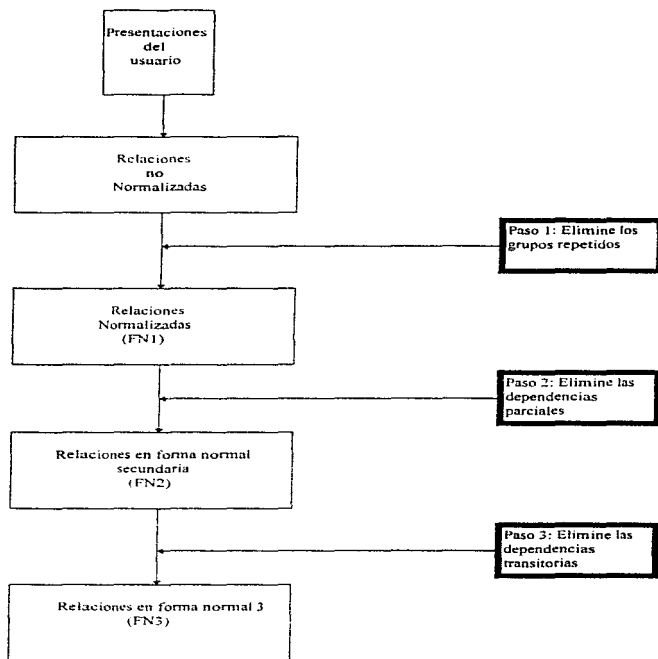 Presentaciones
del
usuario
Relaciones
no
Normalizadas
Paso 1: Elimine los
grupos repetidos
Relaciones
Normalizadas
(FN1)
Paso 2: Elimine las
dependencias
parciales
Relaciones en forma normal
secundaria
(FN2)
Paso 3: Elimine las
dependencias
transitorias
Relaciones en forma normal 3
(FN3)